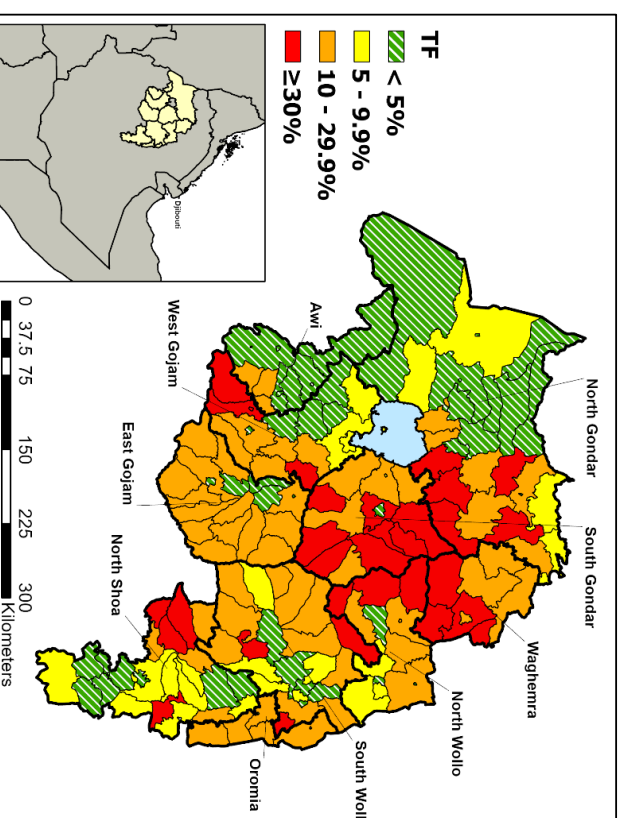 TF
< 5%
5 - 9.9%
10 - 29.9%
≥30%
Djibouti
North Gondar
South Gondar
Waghemra
Awi
West Gojam
East Gojam
North Shoa
North Wollo
South Woll
Oromia
0 37.5 75 150 225 300
Kilometers